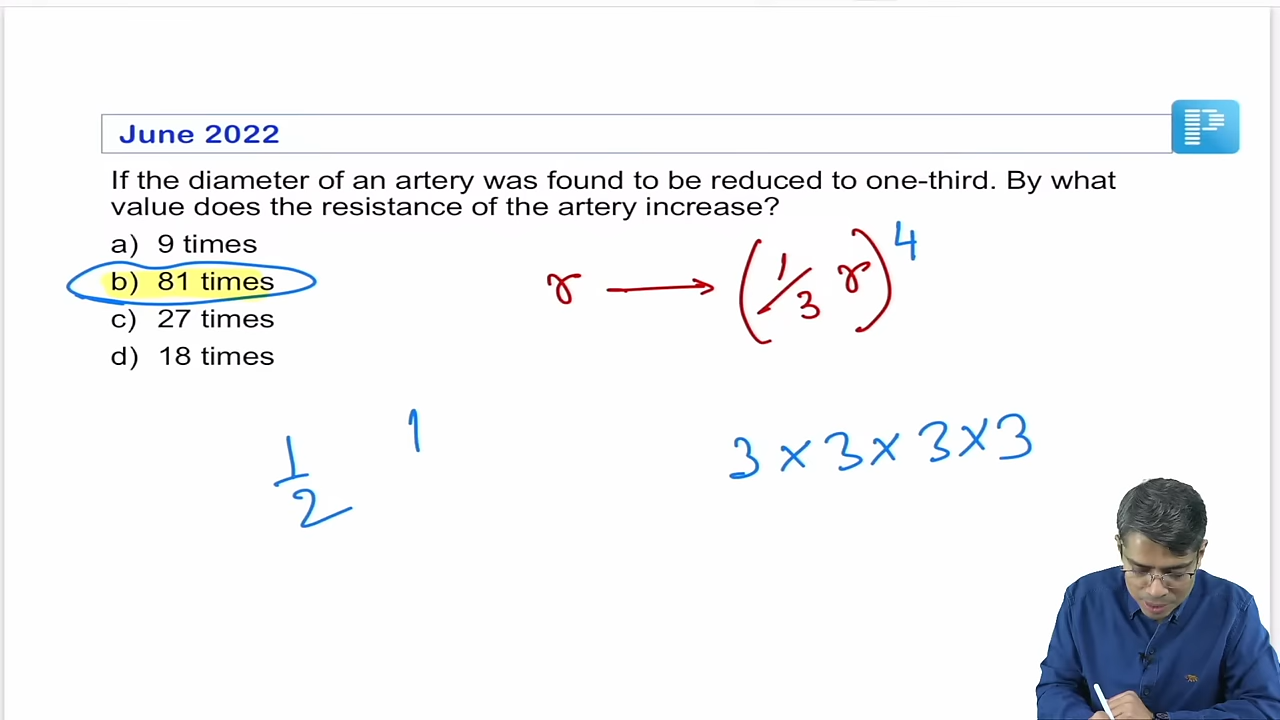 June 2022
If the diameter of an artery was found to be reduced to one-third. By what
value does the resistance of the artery increase?
a) 9 times
b) 81 times
c) 27 times
d) 18 times
r → (1/3 r)^4
1/2 1
3 × 3 × 3 × 3
P